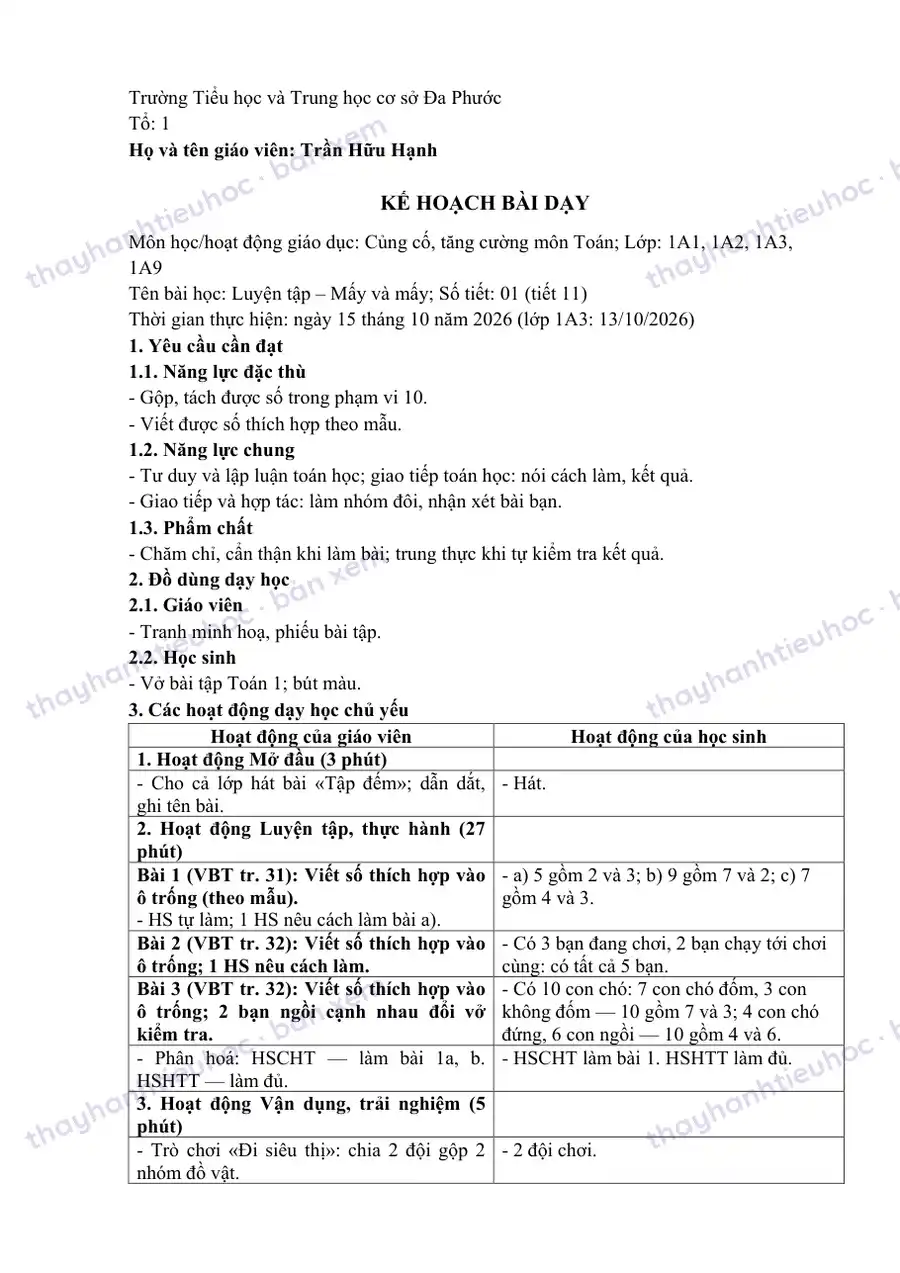 Trường Tiểu học và Trung học cơ sở Đa Phước
Tổ: 1
Họ và tên giáo viên: Trần Hữu Hạnh
KẾ HOẠCH BÀI DẠY
Môn học/hoạt động giáo dục: Củng cố, tăng cường môn Toán; Lớp: 1A1, 1A2, 1A3,
1A9
Tên bài học: Luyện tập – Mấy và mấy; Số tiết: 01 (tiết 11)
Thời gian thực hiện: ngày 15 tháng 10 năm 2026 (lớp 1A3: 13/10/2026)
1. Yêu cầu cần đạt
1.1. Năng lực đặc thù
- Gộp, tách được số trong phạm vi 10.
- Viết được số thích hợp theo mẫu.
1.2. Năng lực chung
- Tư duy và lập luận toán học; giao tiếp toán học: nói cách làm, kết quả.
- Giao tiếp và hợp tác: làm nhóm đôi, nhận xét bài bạn.
1.3. Phẩm chất
- Chăm chỉ, cẩn thận khi làm bài; trung thực khi tự kiểm tra kết quả.
2. Đồ dùng dạy học
2.1. Giáo viên
- Tranh minh hoạ, phiếu bài tập.
2.2. Học sinh
- Vở bài tập Toán 1; bút màu.
3. Các hoạt động dạy học chủ yếu
Hoạt động của giáo viên
Hoạt động của học sinh
1. Hoạt động Mở đầu (3 phút)
- Cho cả lớp hát bài «Tập đếm»; dẫn dắt,
ghi tên bài.
- Hát.
2. Hoạt động Luyện tập, thực hành (27
phút)
Bài 1 (VBT tr. 31): Viết số thích hợp vào
ô trống (theo mẫu).
- HS tự làm; 1 HS nêu cách làm bài a).
- a) 5 gồm 2 và 3; b) 9 gồm 7 và 2; c) 7
gồm 4 và 3.
Bài 2 (VBT tr. 32): Viết số thích hợp vào
ô trống; 1 HS nêu cách làm.
- Có 3 bạn đang chơi, 2 bạn chạy tới chơi
cùng: có tất cả 5 bạn.
Bài 3 (VBT tr. 32): Viết số thích hợp vào
ô trống; 2 bạn ngồi cạnh nhau đổi vở
kiểm tra.
- Có 10 con chó: 7 con chó đốm, 3 con
không đốm — 10 gồm 7 và 3; 4 con chó
đứng, 6 con ngồi — 10 gồm 4 và 6.
- Phân hoá: HSCHT — làm bài 1a, b.
HSHTT — làm đủ.
- HSCHT làm bài 1. HSHTT làm đủ.
3. Hoạt động Vận dụng, trải nghiệm (5
phút)
- Trò chơi «Đi siêu thị»: chia 2 đội gộp 2
nhóm đồ vật.
- 2 đội chơi.
thayhanhtieuhoc · bản xem
thayhanhtieuhoc · b
thayhanhtieuhoc · bản xem
thayhanhtieuhoc · b
thayhanhtieuhoc · bản xem
thayhanhtieuhoc · b